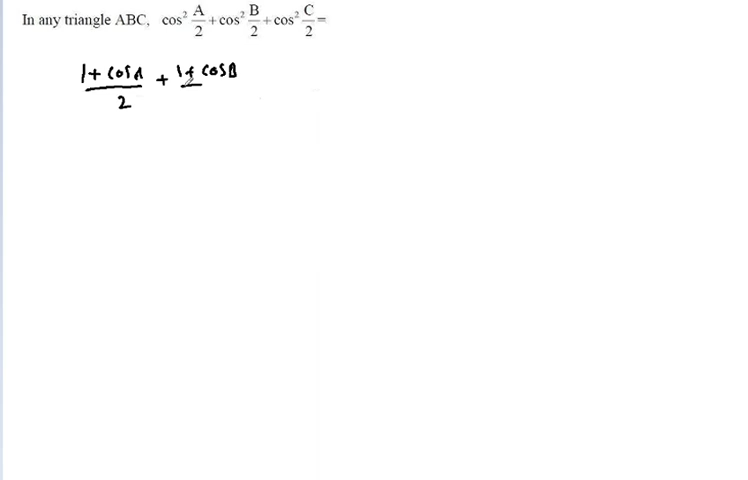 In any triangle ABC, cos² A/2 + cos² B/2 + cos² C/2 =
1 + cos A / 2 + 1 + cos B